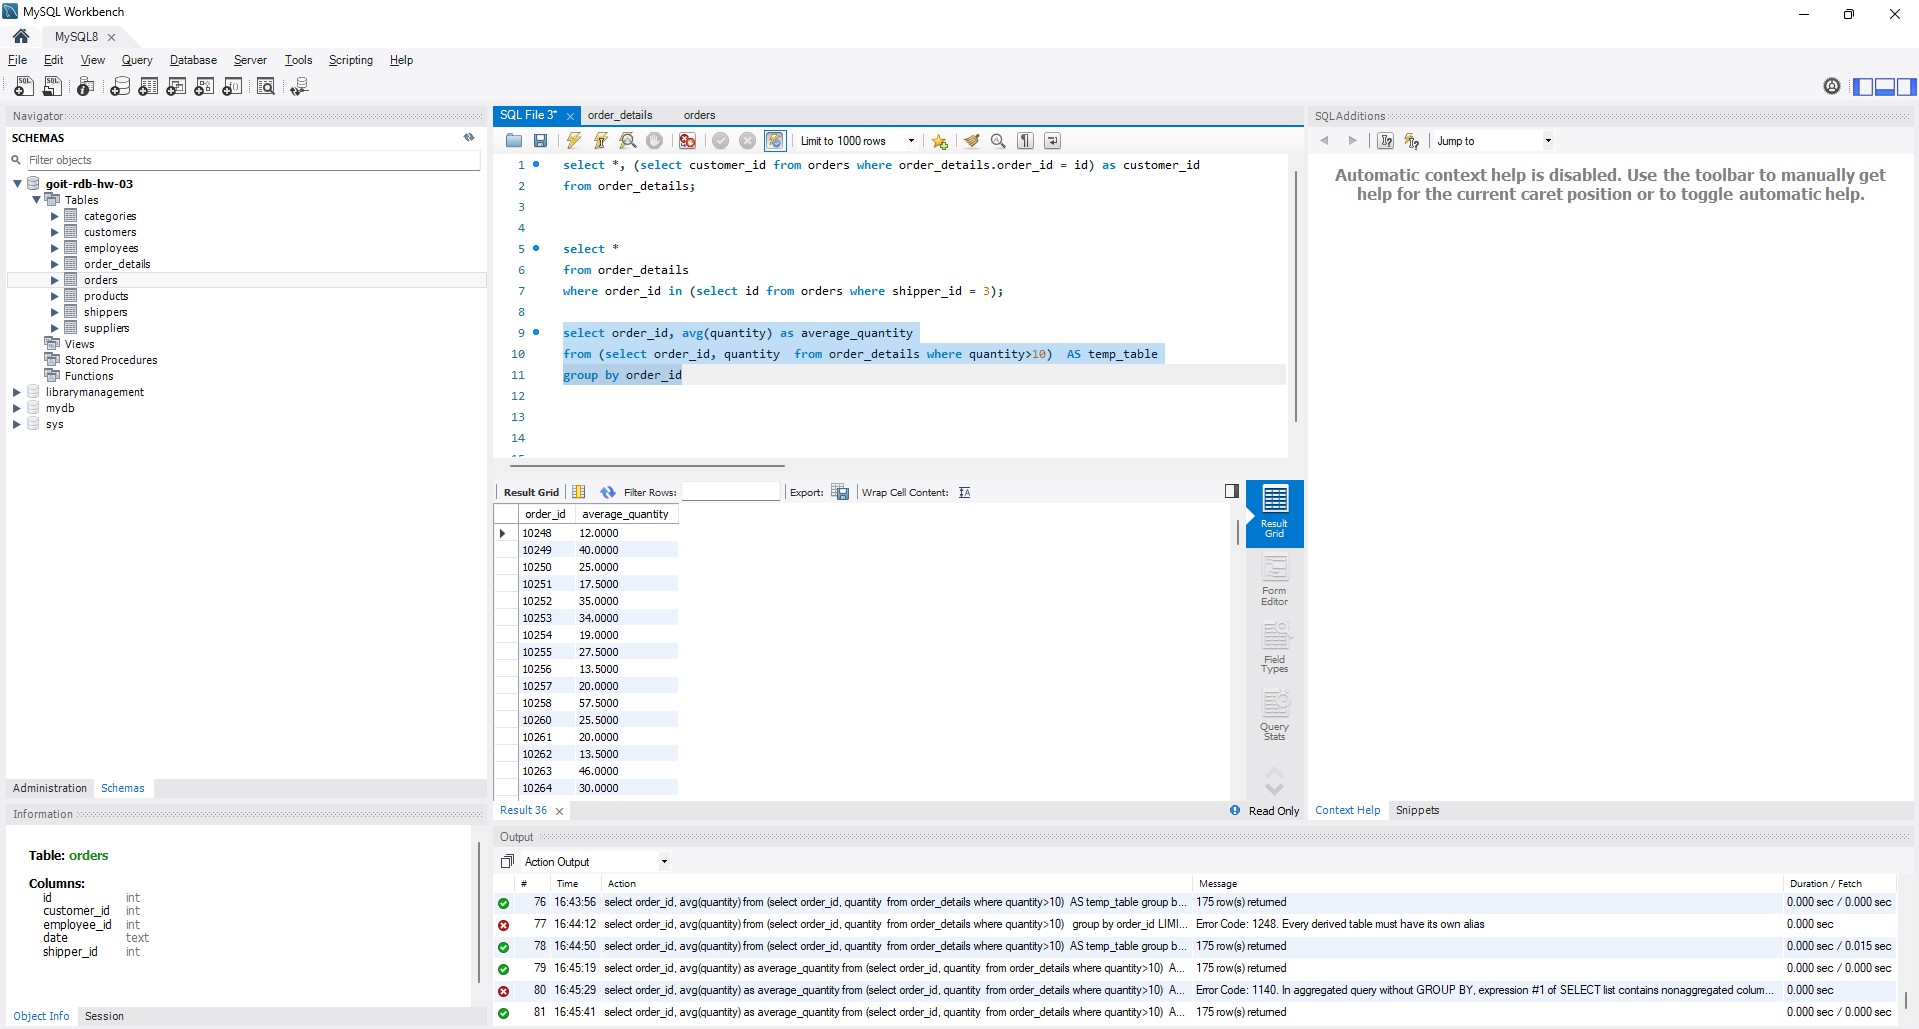 MySQL Workbench
MySQL8
File Edit View Query Database Server Tools Scripting Help
Navigator
SCHEMAS
Filter objects
goit-rdb-hw-03
Tables
categories
customers
employees
order_details
orders
products
shippers
suppliers
Views
Stored Procedures
Functions
librarymanagement
mydb
sys
Administration Schemas
Information
Table: orders
Columns:
id int
customer_id int
employee_id int
date text
shipper_id int
Object Info Session
SQL File 3* order_details orders
Limit to 1000 rows
1 select *, (select customer_id from orders where order_details.order_id = id) as customer_id
2 from order_details;
3
4
5 select *
6 from order_details
7 where order_id in (select id from orders where shipper_id = 3);
8
9 select order_id, avg(quantity) as average_quantity
10 from (select order_id, quantity  from order_details where quantity>10)  AS temp_table
11 group by order_id
12
13
14
Result Grid Filter Rows: Export: Wrap Cell Content:
order_id average_quantity
10248 12.0000
10249 40.0000
10250 25.0000
10251 17.5000
10252 35.0000
10253 34.0000
10254 19.0000
10255 27.5000
10256 13.5000
10257 20.0000
10258 57.5000
10260 25.5000
10261 20.0000
10262 13.5000
10263 46.0000
10264 30.0000
Result
Grid
Form
Editor
Field
Types
Query
Stats
Result 36 Read Only
SQLAdditions
Jump to
Automatic context help is disabled. Use the toolbar to manually get
help for the current caret position or to toggle automatic help.
Context Help Snippets
Output
Action Output
# Time Action Message Duration / Fetch
76 16:43:56 select order_id, avg(quantity) from (select order_id, quantity  from order_details where quantity>10)  AS temp_table group b... 175 row(s) returned 0.000 sec / 0.000 sec
77 16:44:12 select order_id, avg(quantity) from (select order_id, quantity  from order_details where quantity>10)   group by order_id LIMI... Error Code: 1248. Every derived table must have its own alias 0.000 sec
78 16:44:50 select order_id, avg(quantity) from (select order_id, quantity  from order_details where quantity>10)  AS temp_table group b... 175 row(s) returned 0.000 sec / 0.015 sec
79 16:45:19 select order_id, avg(quantity) as average_quantity from (select order_id, quantity  from order_details where quantity>10)  A... 175 row(s) returned 0.000 sec / 0.000 sec
80 16:45:29 select order_id, avg(quantity) as average_quantity from (select order_id, quantity  from order_details where quantity>10)  A... Error Code: 1140. In aggregated query without GROUP BY, expression #1 of SELECT list contains nonaggregated colum... 0.000 sec
81 16:45:41 select order_id, avg(quantity) as average_quantity from (select order_id, quantity  from order_details where quantity>10)  A... 175 row(s) returned 0.000 sec / 0.000 sec